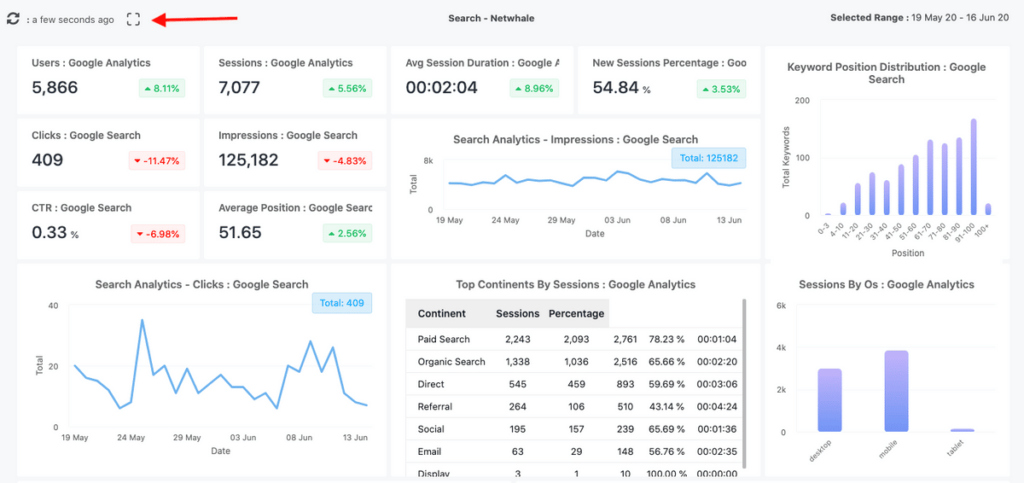 : a few seconds ago
Search - Netwhale
Selected Range : 19 May 20 - 16 Jun 20
Users : Google Analytics
5,866
8.11%
Sessions : Google Analytics
7,077
5.56%
Avg Session Duration : Google A
00:02:04
8.96%
New Sessions Percentage : Goo
54.84 %
3.53%
Clicks : Google Search
409
-11.47%
Impressions : Google Search
125,182
-4.83%
CTR : Google Search
0.33 %
-6.98%
Average Position : Google Searc
51.65
2.56%
Search Analytics - Impressions : Google Search
Total: 125182
8k
0
Total
19 May 24 May 29 May 03 Jun 08 Jun 13 Jun
Date
Keyword Position Distribution : Google
Search
200
100
0
Total Keywords
0-3 4-10 11-20 21-30 31-40 41-50 51-60 61-70 71-80 81-90 91-100 100+
Position
Search Analytics - Clicks : Google Search
Total: 409
40
20
0
Total
19 May 24 May 29 May 03 Jun 08 Jun 13 Jun
Date
Top Continents By Sessions : Google Analytics
Continent Sessions Percentage
Paid Search 2,243 2,093 2,761 78.23 % 00:01:04
Organic Search 1,338 1,036 2,516 65.66 % 00:02:20
Direct 545 459 893 59.69 % 00:03:06
Referral 264 106 510 43.14 % 00:04:24
Social 195 157 239 65.69 % 00:01:36
Email 63 29 148 56.76 % 00:02:35
Display 3 1 10 100.00 % 00:00:00
Sessions By Os : Google Analytics
6k
4k
2k
0
desktop mobile tablet